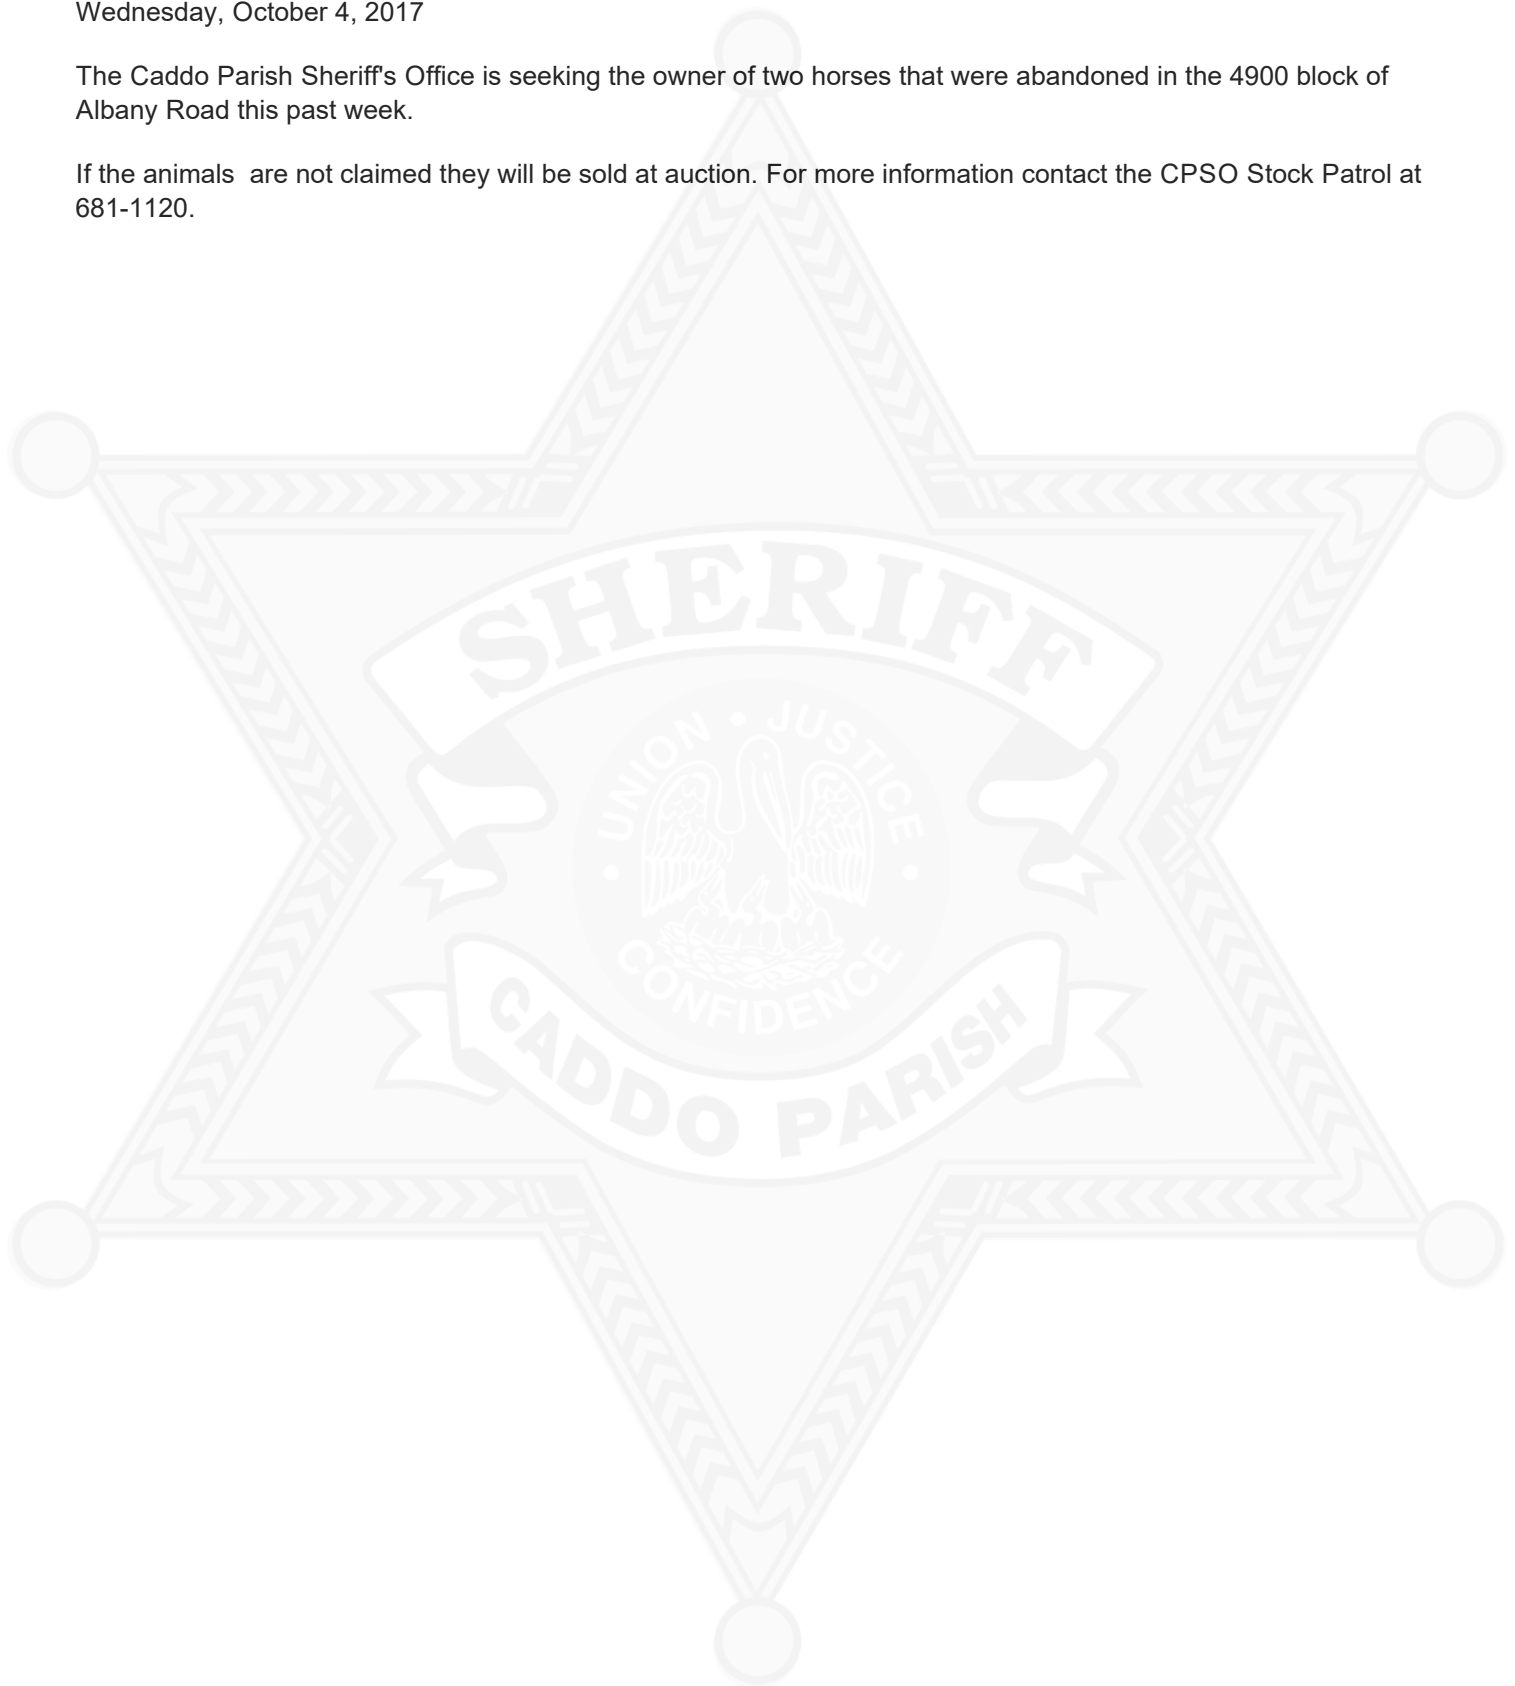 Wednesday, October 4, 2017
The Caddo Parish Sheriff's Office is seeking the owner of two horses that were abandoned in the 4900 block of
Albany Road this past week.
If the animals  are not claimed they will be sold at auction. For more information contact the CPSO Stock Patrol at
681-1120.
SHERIFF
UNION • JUSTICE
• CONFIDENCE •
CADDO PARISH